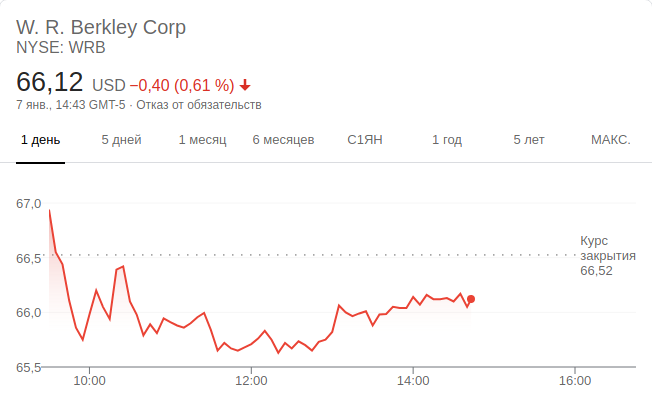 W. R. Berkley Corp
NYSE: WRB
66,12 USD −0,40 (0,61 %)
7 янв., 14:43 GMT-5 · Отказ от обязательств
1 день 5 дней 1 месяц 6 месяцев С1ЯН 1 год 5 лет МАКС.
67,0
Курс
закрытия
66,5
66,52
66,0
65,5
10:00 12:00 14:00 16:00